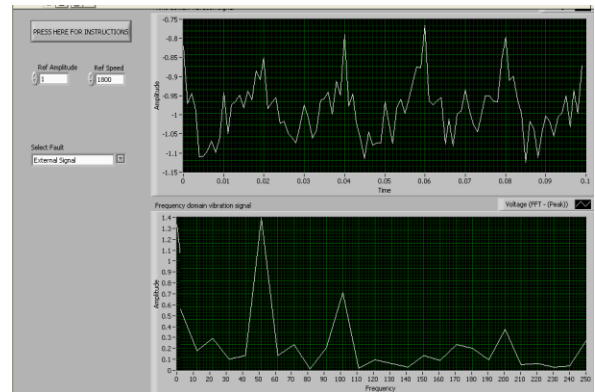 PRESS HERE FOR INSTRUCTIONS
Ref Amplitude
Ref Speed
1
1800
Select Fault
External Signal
Amplitude
-0.75
-0.8
-0.85
-0.9
-0.95
-1
-1.05
-1.1
-1.15
0 0.01 0.02 0.03 0.04 0.05 0.06 0.07 0.08 0.09 0.1
Time
Frequency domain vibration signal
Voltage (FFT - (Peak))
Amplitude
1.4
1.3
1.2
1.1
1
0.9
0.8
0.7
0.6
0.5
0.4
0.3
0.2
0.1
0
0 10 20 30 40 50 60 70 80 90 100 110 120 130 140 150 160 170 180 190 200 210 220 230 240 250
Frequency